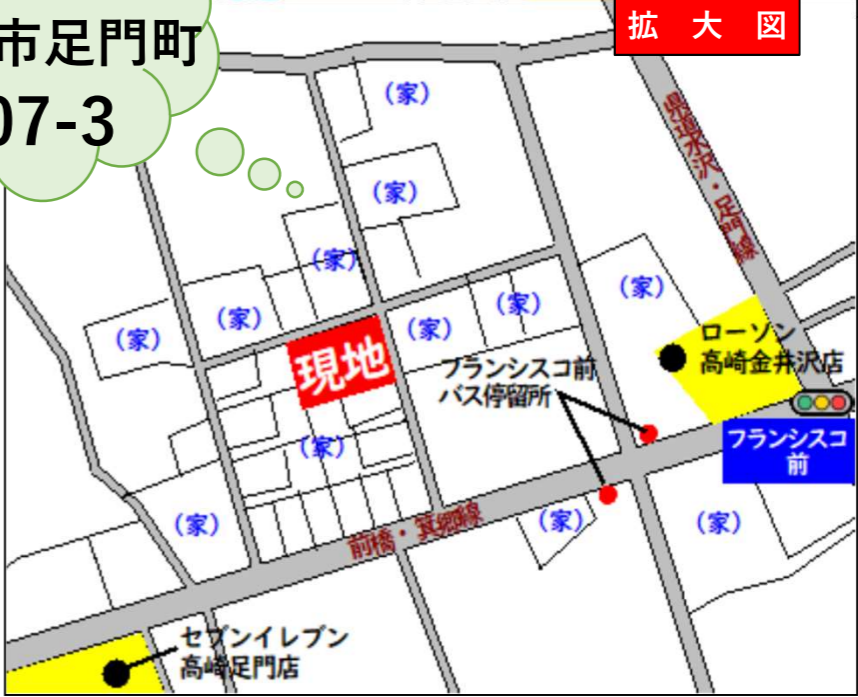 拡大図
市足門町
07-3
県道水沢・足門線
(家)
(家)
(家)
(家)
(家)
(家)
(家)
(家)
現地
フランシスコ前
バス停留所
ローソン
高崎金井沢店
フランシスコ
前
(家)
(家)
(家)
(家)
前橋・箕郷線
セブンイレブン
高崎足門店